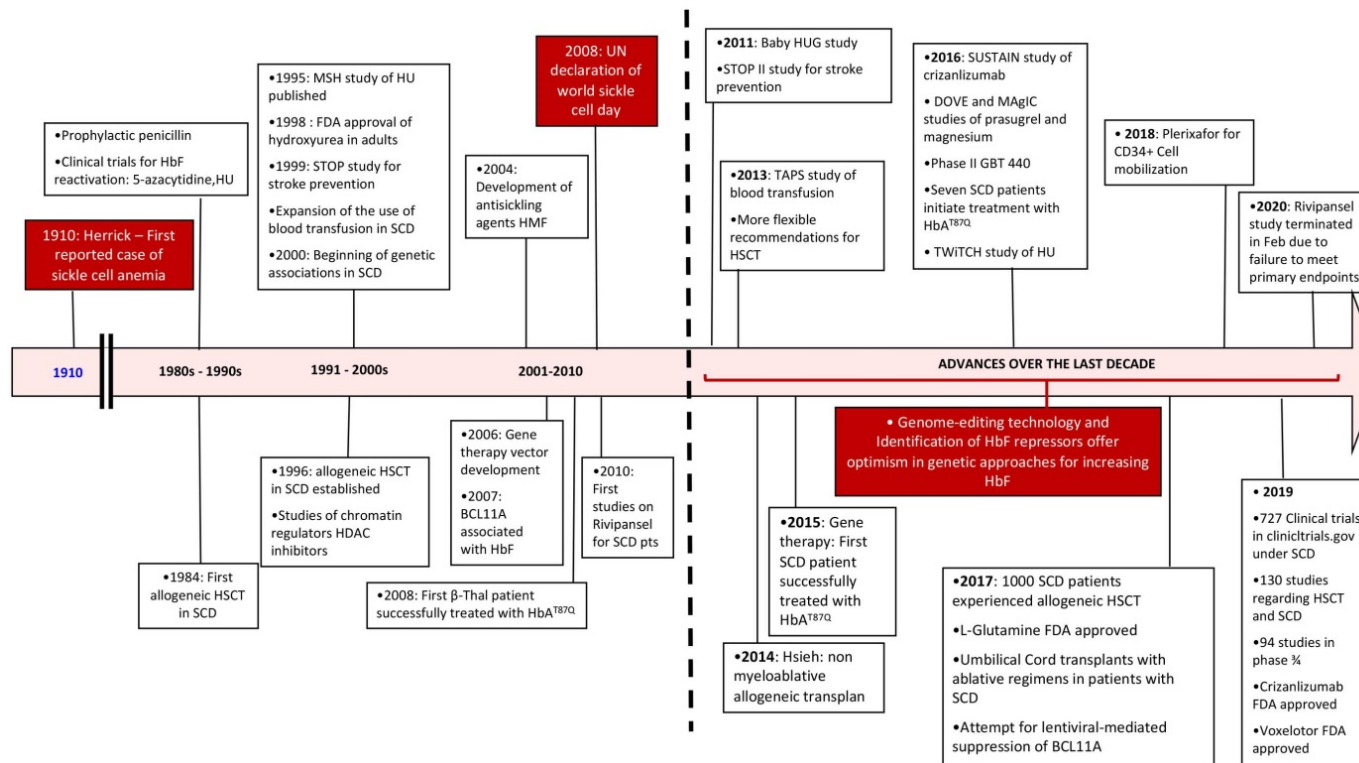 1910: Herrick – First
reported case of
sickle cell anemia
•Prophylactic penicillin
•Clinical trials for HbF
reactivation: 5-azacytidine,HU
•1995: MSH study of HU
published
•1998 : FDA approval of
hydroxyurea in adults
•1999: STOP study for
stroke prevention
•Expansion of the use of
blood transfusion in SCD
•2000: Beginning of genetic
associations in SCD
•2004:
Development of
antisickling
agents HMF
2008: UN
declaration of
world sickle
cell day
•2011: Baby HUG study
•STOP II study for stroke
prevention
•2013: TAPS study of
blood transfusion
•More flexible
recommendations for
HSCT
•2016: SUSTAIN study of
crizanlizumab
• DOVE and MAgIC
studies of prasugrel and
magnesium
•Phase II GBT 440
•Seven SCD patients
initiate treatment with
HbA^T87Q
•TWiTCH study of HU
•2018: Plerixafor for
CD34+ Cell
mobilization
•2020: Rivipansel
study terminated
in Feb due to
failure to meet
primary endpoints
1910
1980s - 1990s
1991 - 2000s
2001-2010
ADVANCES OVER THE LAST DECADE
•1984: First
allogeneic HSCT
in SCD
•1996: allogeneic HSCT
in SCD established
•Studies of chromatin
regulators HDAC
inhibitors
•2006: Gene
therapy vector
development
•2007:
BCL11A
associated
with HbF
•2008: First β-Thal patient
successfully treated with HbA^T87Q
•2010:
First
studies on
Rivipansel
for SCD pts
• Genome-editing technology and
Identification of HbF repressors offer
optimism in genetic approaches for increasing
HbF
•2014: Hsieh: non
myeloablative
allogeneic transplan
•2015: Gene
therapy: First
SCD patient
successfully
treated with
HbA^T87Q
•2017: 1000 SCD patients
experienced allogeneic HSCT
•L-Glutamine FDA approved
•Umbilical Cord transplants with
ablative regimens in patients with
SCD
•Attempt for lentiviral-mediated
suppression of BCL11A
• 2019
•727 Clinical trials
in clinicltrials.gov
under SCD
•130 studies
regarding HSCT
and SCD
•94 studies in
phase ¾
•Crizanlizumab
FDA approved
•Voxelotor FDA
approved